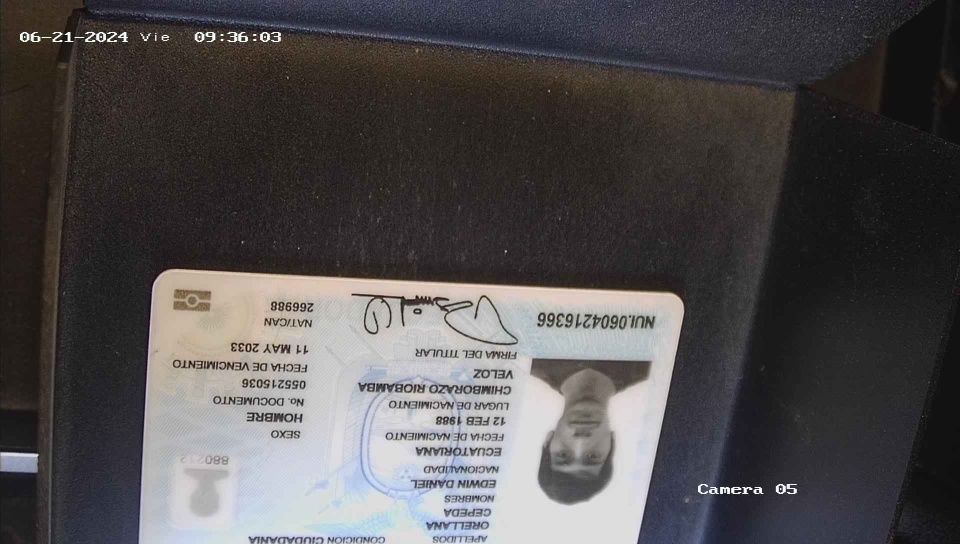 06-21-2024 Vie 09:36:03
CONDICIÓN CIUDADANÍA
APELLIDOS
ORELLANA
CEPEDA
NOMBRES
EDWIN DANIEL
NACIONALIDAD
ECUATORIANA
FECHA DE NACIMIENTO
12 FEB 1988
LUGAR DE NACIMIENTO
CHIMBORAZO RIOBAMBA
VELOZ
FIRMA DEL TITULAR
SEXO
HOMBRE
No. DOCUMENTO
055215036
FECHA DE VENCIMIENTO
11 MAY 2033
NAT/CAN
266988
NUI.0604216366
Camera 05